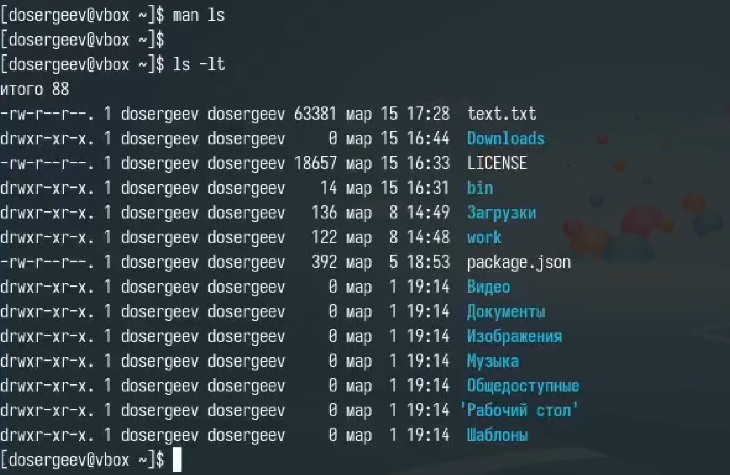 [dosergeev@vbox ~]$ man ls
[dosergeev@vbox ~]$
[dosergeev@vbox ~]$ ls -lt
итого 88
-rw-r--r--. 1 dosergeev dosergeev 63381 мар 15 17:28 text.txt
drwxr-xr-x. 1 dosergeev dosergeev     0 мар 15 16:44 Downloads
-rw-r--r--. 1 dosergeev dosergeev 18657 мар 15 16:33 LICENSE
drwxr-xr-x. 1 dosergeev dosergeev    14 мар 15 16:31 bin
drwxr-xr-x. 1 dosergeev dosergeev   136 мар  8 14:49 Загрузки
drwxr-xr-x. 1 dosergeev dosergeev   122 мар  8 14:48 work
-rw-r--r--. 1 dosergeev dosergeev   392 мар  5 18:53 package.json
drwxr-xr-x. 1 dosergeev dosergeev     0 мар  1 19:14 Видео
drwxr-xr-x. 1 dosergeev dosergeev     0 мар  1 19:14 Документы
drwxr-xr-x. 1 dosergeev dosergeev     0 мар  1 19:14 Изображения
drwxr-xr-x. 1 dosergeev dosergeev     0 мар  1 19:14 Музыка
drwxr-xr-x. 1 dosergeev dosergeev     0 мар  1 19:14 Общедоступные
drwxr-xr-x. 1 dosergeev dosergeev     0 мар  1 19:14 'Рабочий стол'
drwxr-xr-x. 1 dosergeev dosergeev     0 мар  1 19:14 Шаблоны
[dosergeev@vbox ~]$